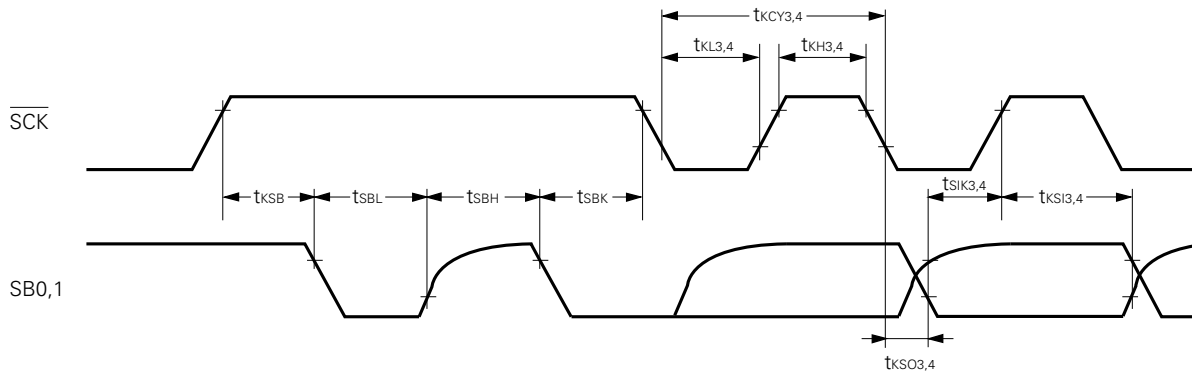 tKCY3,4
tKL3,4
tKH3,4
SCK
tSIK3,4
tKSB
tSBL
tSBH
tSBK
tKSI3,4
SB0,1
tKSO3,4